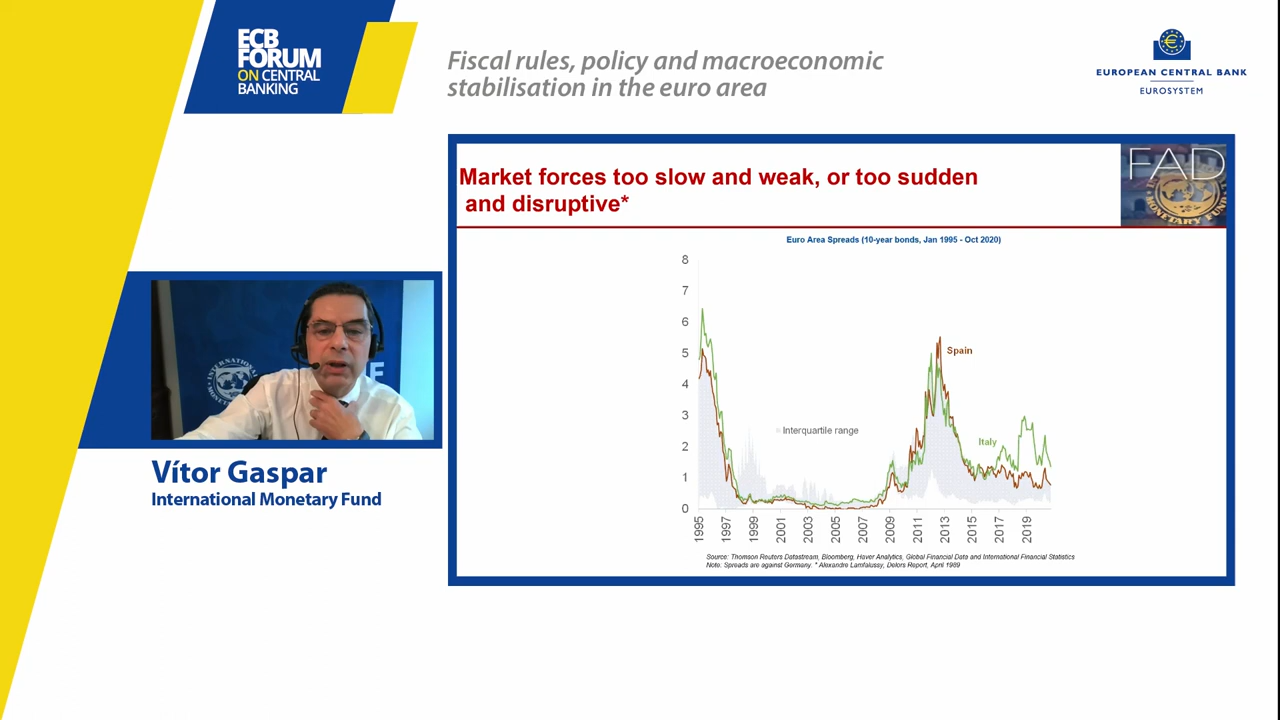 ECB
FORUM
ON CENTRAL
BANKING
Fiscal rules, policy and macroeconomic
stabilisation in the euro area
EUROPEAN CENTRAL BANK
EUROSYSTEM
Market forces too slow and weak, or too sudden
and disruptive*
FAD
MONETARY FUND
Euro Area Spreads (10-year bonds, Jan 1995 - Oct 2020)
8
7
6
5
4
3
2
1
0
Spain
Italy
Interquartile range
1995
1997
1999
2001
2003
2005
2007
2009
2011
2013
2015
2017
2019
Source: Thomson Reuters Datastream, Bloomberg, Haver Analytics, Global Financial Data and International Financial Statistics
Note: Spreads are against Germany. * Alexandre Lamfalussy, Delors Report, April 1989
INTERNATIONAL
Vítor Gaspar
International Monetary Fund